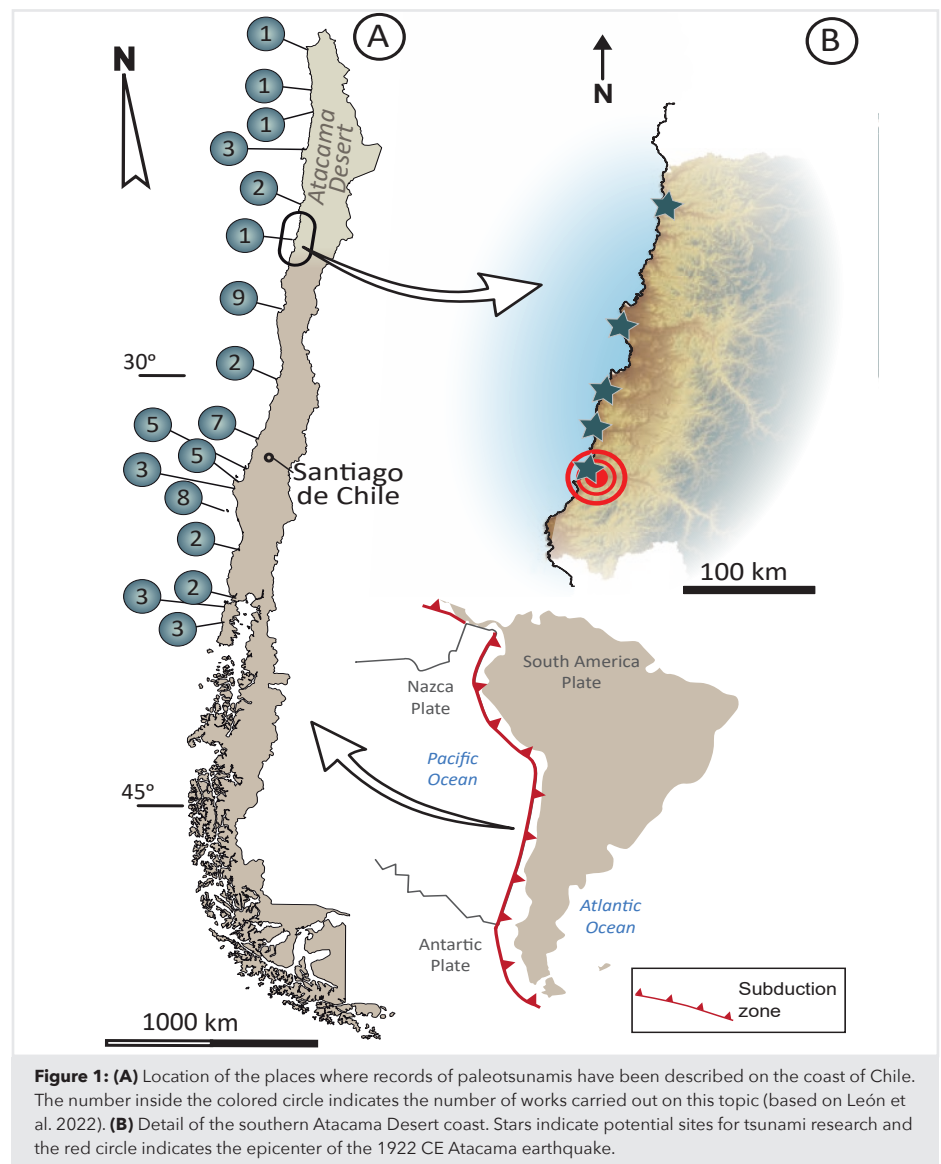 A
B
N
N
1
1
1
3
2
1
9
2
30º
7
5
5
3
8
2
2
3
3
45º
Atacama
Desert
Santiago
de Chile
1000 km
100 km
South America
Plate
Nazca
Plate
Pacific
Ocean
Atlantic
Ocean
Antartic
Plate
Subduction
zone
Figure 1: (A) Location of the places where records of paleotsunamis have been described on the coast of Chile.
The number inside the colored circle indicates the number of works carried out on this topic (based on León et
al. 2022). (B) Detail of the southern Atacama Desert coast. Stars indicate potential sites for tsunami research and
the red circle indicates the epicenter of the 1922 CE Atacama earthquake.